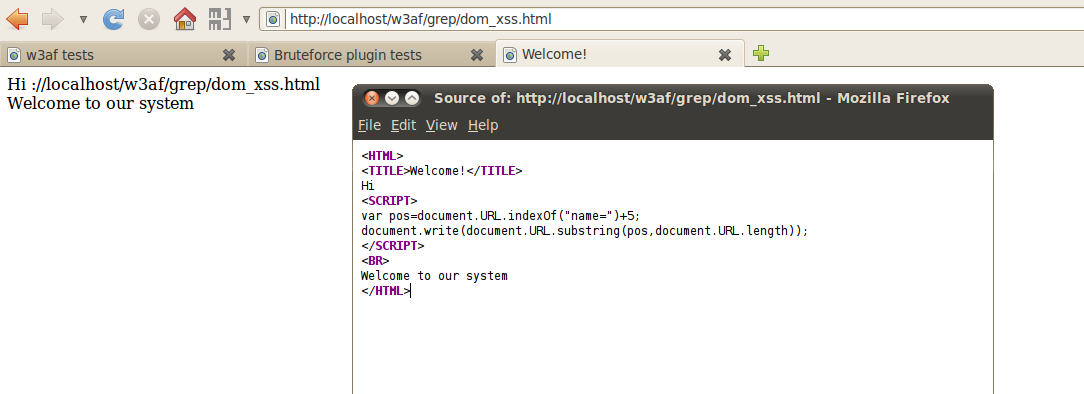 http://localhost/w3af/grep/dom_xss.html
w3af tests
Bruteforce plugin tests
Welcome!
Hi ://localhost/w3af/grep/dom_xss.html
Welcome to our system
Source of: http://localhost/w3af/grep/dom_xss.html - Mozilla Firefox
File Edit View Help
<HTML>
<TITLE>Welcome!</TITLE>
Hi
<SCRIPT>
var pos=document.URL.indexOf("name=")+5;
document.write(document.URL.substring(pos,document.URL.length));
</SCRIPT>
<BR>
Welcome to our system
</HTML>